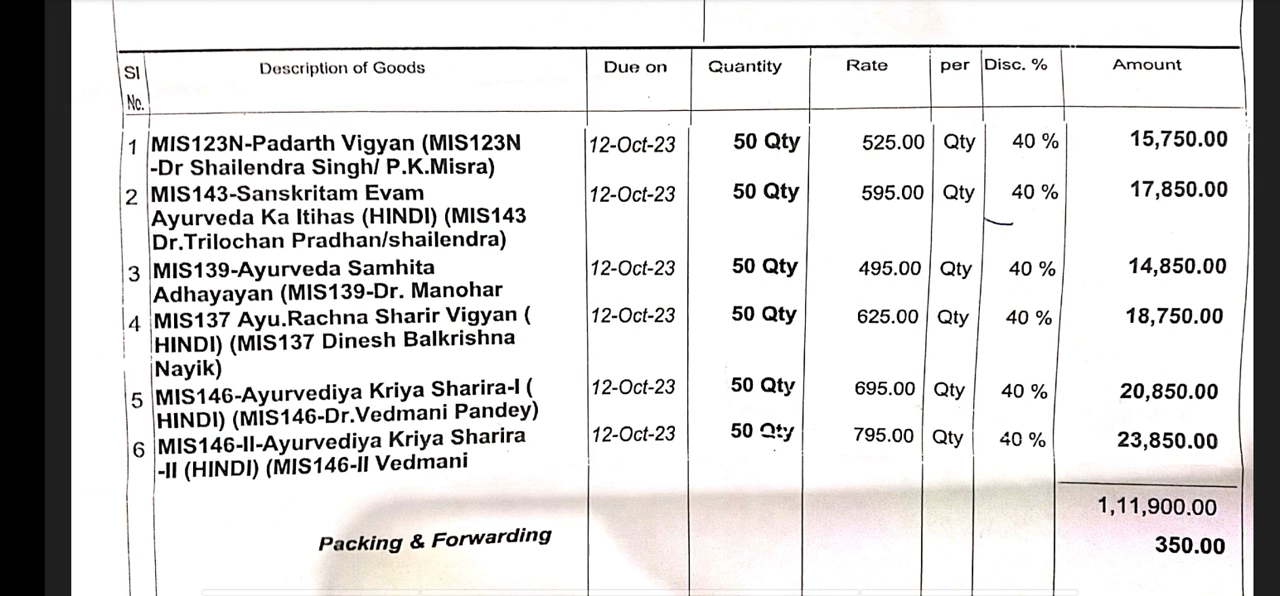 Sl No. Description of Goods Due on Quantity Rate per Disc. % Amount
1 MIS123N-Padarth Vigyan (MIS123N 12-Oct-23 50 Qty 525.00 Qty 40 % 15,750.00
-Dr Shailendra Singh/ P.K.Misra)
2 MIS143-Sanskritam Evam 12-Oct-23 50 Qty 595.00 Qty 40 % 17,850.00
Ayurveda Ka Itihas (HINDI) (MIS143
Dr.Trilochan Pradhan/shailendra)
3 MIS139-Ayurveda Samhita 12-Oct-23 50 Qty 495.00 Qty 40 % 14,850.00
Adhayayan (MIS139-Dr. Manohar
4 MIS137 Ayu.Rachna Sharir Vigyan ( 12-Oct-23 50 Qty 625.00 Qty 40 % 18,750.00
HINDI) (MIS137 Dinesh Balkrishna
Nayik)
5 MIS146-Ayurvediya Kriya Sharira-I ( 12-Oct-23 50 Qty 695.00 Qty 40 % 20,850.00
HINDI) (MIS146-Dr.Vedmani Pandey)
6 MIS146-II-Ayurvediya Kriya Sharira 12-Oct-23 50 Qty 795.00 Qty 40 % 23,850.00
-II (HINDI) (MIS146-II Vedmani
1,11,900.00
Packing & Forwarding 350.00